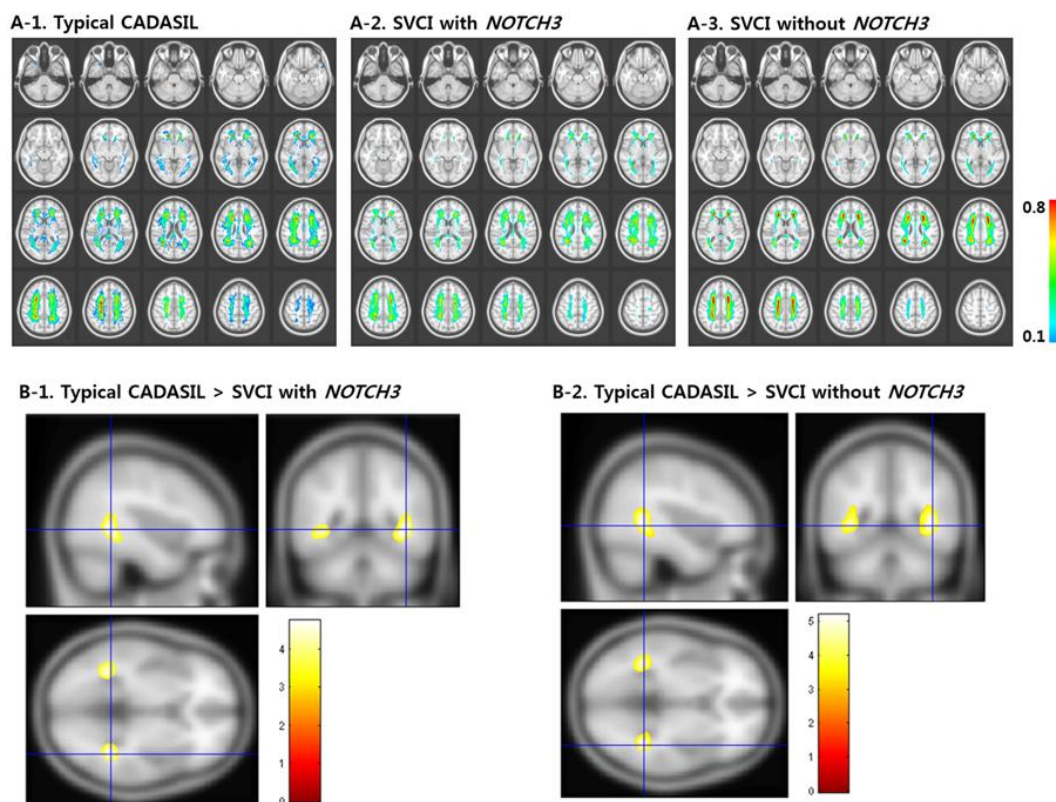 A-1. Typical CADASIL
A-2. SVCI with NOTCH3
A-3. SVCI without NOTCH3
0.8
0.1
B-1. Typical CADASIL > SVCI with NOTCH3
B-2. Typical CADASIL > SVCI without NOTCH3
4
3
2
1
0
5
4
3
2
1
0